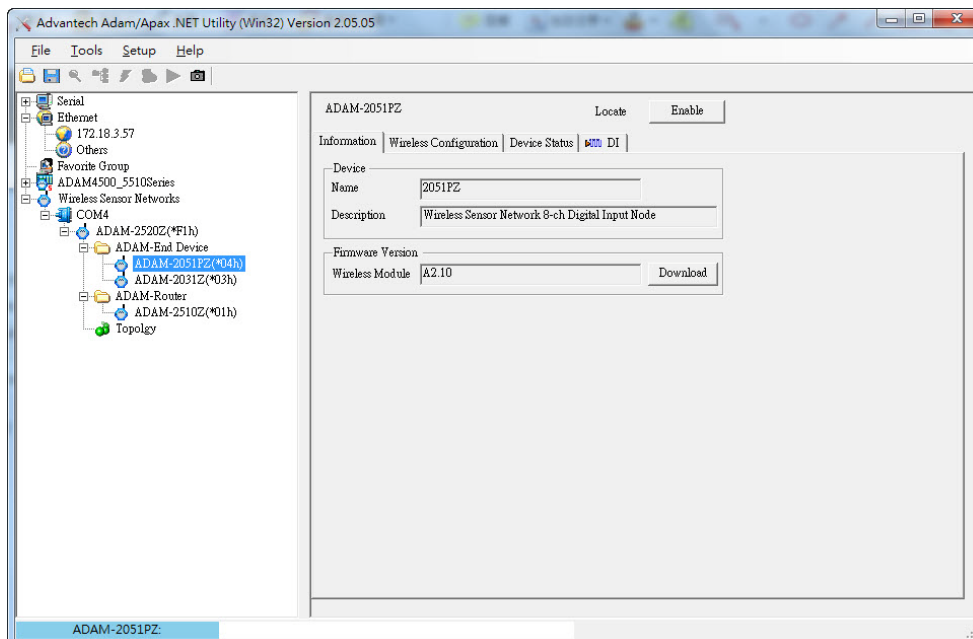 Advantech Adam/Apax .NET Utility (Win32) Version 2.05.05
File Tools Setup Help
Serial
Ethernet
172.18.3.57
Others
Favorite Group
ADAM4500_5510Series
Wireless Sensor Networks
COM4
ADAM-2520Z(*F1h)
ADAM-End Device
ADAM-2051PZ(*04h)
ADAM-2031Z(*03h)
ADAM-Router
ADAM-2510Z(*01h)
Topolgy
ADAM-2051PZ Locate Enable
Information Wireless Configuration Device Status DI
Device
Name 2051PZ
Description Wireless Sensor Network 8-ch Digital Input Node
Firmware Version
Wireless Module A2.10 Download
ADAM-2051PZ: